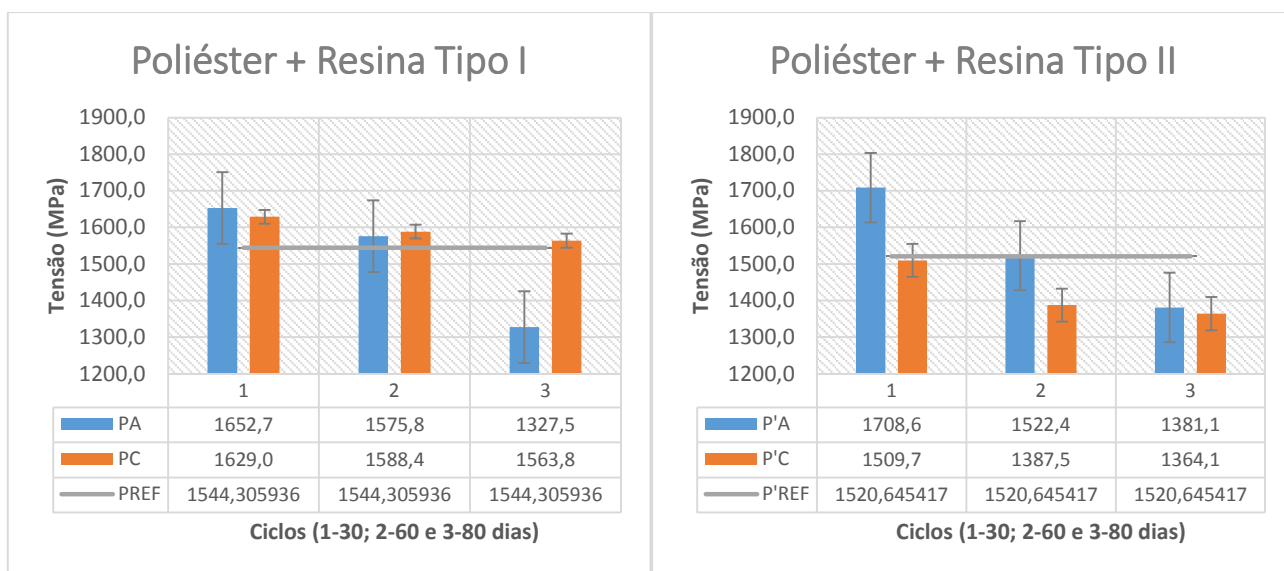 Poliéster + Resina Tipo I
Tensão (MPa)
1900,0
1800,0
1700,0
1600,0
1500,0
1400,0
1300,0
1200,0
1 2 3
PA 1652,7 1575,8 1327,5
PC 1629,0 1588,4 1563,8
PREF 1544,305936 1544,305936 1544,305936
Ciclos (1-30; 2-60 e 3-80 dias)
Poliéster + Resina Tipo II
Tensão (MPa)
1900,0
1800,0
1700,0
1600,0
1500,0
1400,0
1300,0
1200,0
1 2 3
P'A 1708,6 1522,4 1381,1
P'C 1509,7 1387,5 1364,1
P'REF 1520,645417 1520,645417 1520,645417
Ciclos (1-30; 2-60 e 3-80 dias)